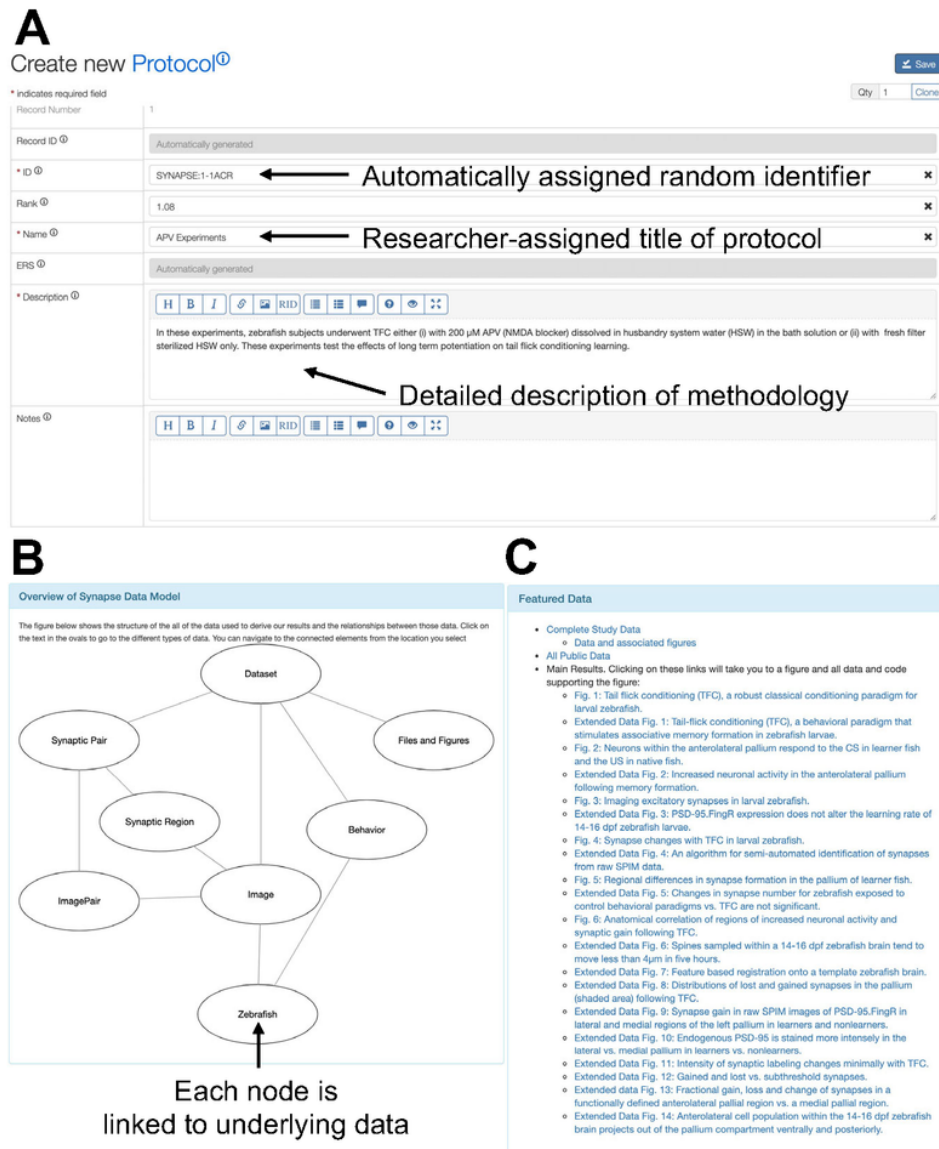 A
Create new Protocol
Save
* indicates required field
Qty 1 Clone
Record Number 1
Record ID Automatically generated
* ID SYNAPSE:1-1ACR
Automatically assigned random identifier
Rank 1.08
* Name APV Experiments
Researcher-assigned title of protocol
ERS Automatically generated
* Description
H B I RID
In these experiments, zebrafish subjects underwent TFC either (i) with 200 µM APV (NMDA blocker) dissolved in husbandry system water (HSW) in the bath solution or (ii) with fresh filter
sterilized HSW only. These experiments test the effects of long term potentiation on tail flick conditioning learning.
Detailed description of methodology
Notes
H B I RID
B
Overview of Synapse Data Model
The figure below shows the structure of the all of the data used to derive our results and the relationships between those data. Click on
the text in the ovals to go to the different types of data. You can navigate to the connected elements from the location you select
Dataset
Synaptic Pair
Files and Figures
Synaptic Region
Behavior
ImagePair
Image
Zebrafish
Each node is
linked to underlying data
C
Featured Data
• Complete Study Data
Data and associated figures
• All Public Data
• Main Results. Clicking on these links will take you to a figure and all data and code
supporting the figure:
Fig. 1: Tail flick conditioning (TFC), a robust classical conditioning paradigm for
larval zebrafish.
Extended Data Fig. 1: Tail-flick conditioning (TFC), a behavioral paradigm that
stimulates associative memory formation in zebrafish larvae.
Fig. 2: Neurons within the anterolateral pallium respond to the CS in learner fish
and the US in native fish.
Extended Data Fig. 2: Increased neuronal activity in the anterolateral pallium
following memory formation.
Fig. 3: Imaging excitatory synapses in larval zebrafish.
Extended Data Fig. 3: PSD-95.FingR expression does not alter the learning rate of
14-16 dpf zebrafish larvae.
Fig. 4: Synapse changes with TFC in larval zebrafish.
Extended Data Fig. 4: An algorithm for semi-automated identification of synapses
from raw SPIM data.
Fig. 5: Regional differences in synapse formation in the pallium of learner fish.
Extended Data Fig. 5: Changes in synapse number for zebrafish exposed to
control behavioral paradigms vs. TFC are not significant.
Fig. 6: Anatomical correlation of regions of increased neuronal activity and
synaptic gain following TFC.
Extended Data Fig. 6: Spines sampled within a 14-16 dpf zebrafish brain tend to
move less than 4µm in five hours.
Extended Data Fig. 7: Feature based registration onto a template zebrafish brain.
Extended Data Fig. 8: Distributions of lost and gained synapses in the pallium
(shaded area) following TFC.
Extended Data Fig. 9: Synapse gain in raw SPIM images of PSD-95.FingR in
lateral and medial regions of the left pallium in learners and nonlearners.
Extended Data Fig. 10: Endogenous PSD-95 is stained more intensely in the
lateral vs. medial pallium in learners vs. nonlearners.
Extended Data Fig. 11: Intensity of synaptic labeling changes minimally with TFC.
Extended Data Fig. 12: Gained and lost vs. subthreshold synapses.
Extended data Fig. 13: Fractional gain, loss and change of synapses in a
functionally defined anterolateral pallial region vs. a medial pallial region.
Extended Data Fig. 14: Anterolateral cell population within the 14-16 dpf zebrafish
brain projects out of the pallium compartment ventrally and posteriorly.